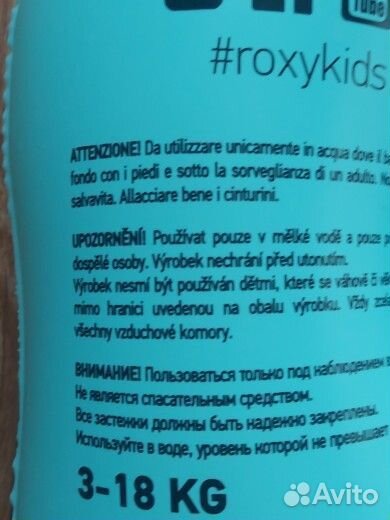 Tube
#roxykids
ATTENZIONE! Da utilizzare unicamente in acqua dove il
fondo con i piedi e sotto la sorveglianza di un adulto.
salvavita. Allacciare bene i cinturini.
UPOZORNĚNÍ! Používat pouze v mělké vodě a pouze
dospělé osoby. Výrobek nechrání před utonutím.
Výrobek nesmí být používán dětmi, které se váhově či
mimo hranici uvedenou na obalu výrobku. Vždy
všechny vzduchové komory.
ВНИМАНИЕ! Пользоваться только под наблюдением
Не является спасательным средством.
Все застежки должны быть надежно закреплены.
Используйте в воде, уровень которой не превышает
3-18 KG
Avito